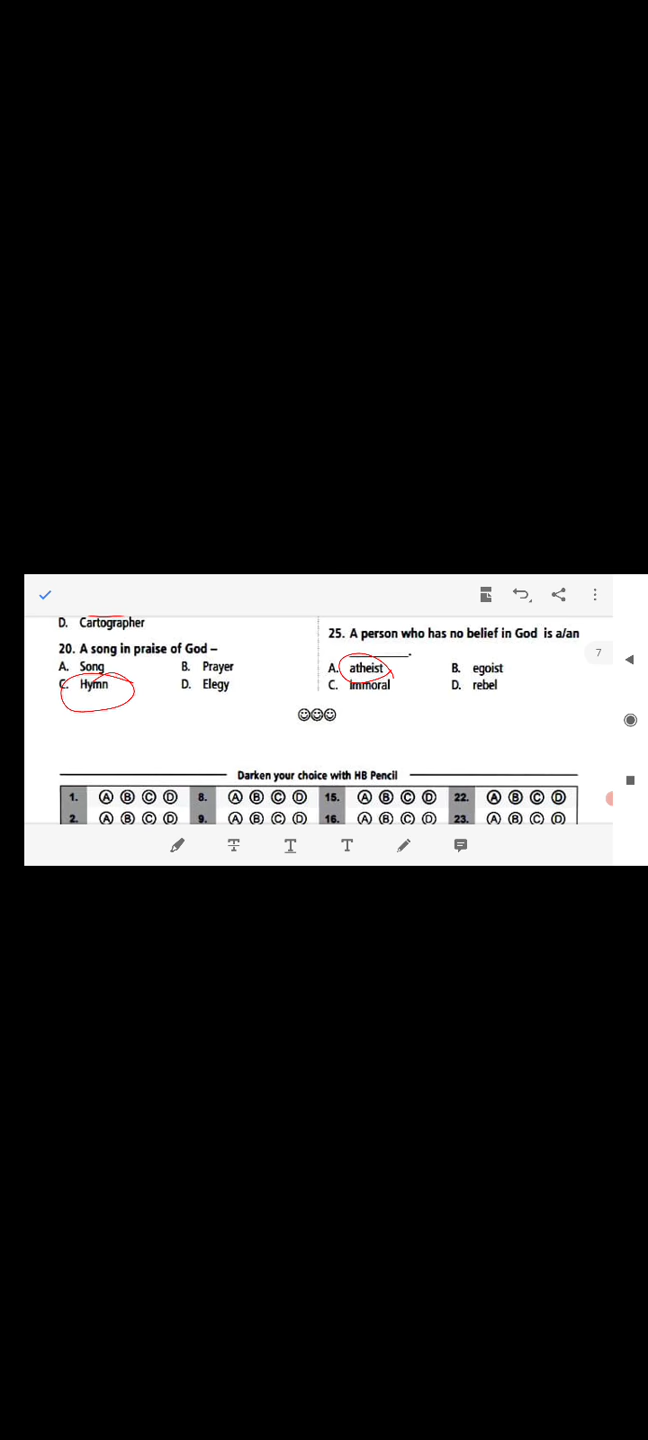 D. Cartographer
20. A song in praise of God –
A. Song B. Prayer
C. Hymn D. Elegy
25. A person who has no belief in God is a/an
__________.
A. atheist B. egoist
C. immoral D. rebel
7
☺☺☺
Darken your choice with HB Pencil
1. Ⓐ Ⓑ Ⓒ Ⓓ 8. Ⓐ Ⓑ Ⓒ Ⓓ 15. Ⓐ Ⓑ Ⓒ Ⓓ 22. Ⓐ Ⓑ Ⓒ Ⓓ
2. Ⓐ Ⓑ Ⓒ Ⓓ 9. Ⓐ Ⓑ Ⓒ Ⓓ 16. Ⓐ Ⓑ Ⓒ Ⓓ 23. Ⓐ Ⓑ Ⓒ Ⓓ